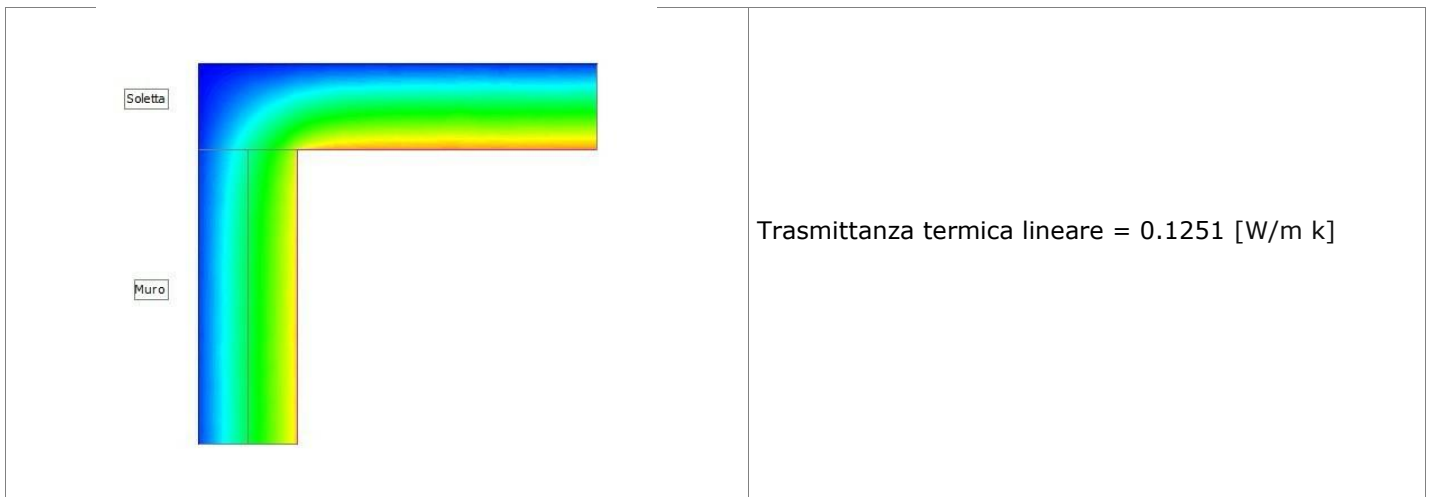 Soletta
Trasmittanza termica lineare = 0.1251 [W/m k]
Muro